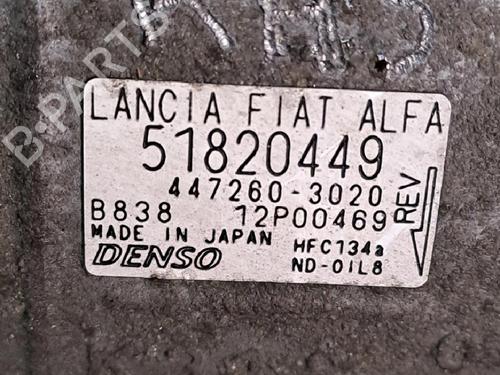 B-PARTS
LANCIA FIAT ALFA
51820449
447260-3020
B838 12P00469
REV
MADE IN JAPAN HFC134a
DENSO ND-OIL8